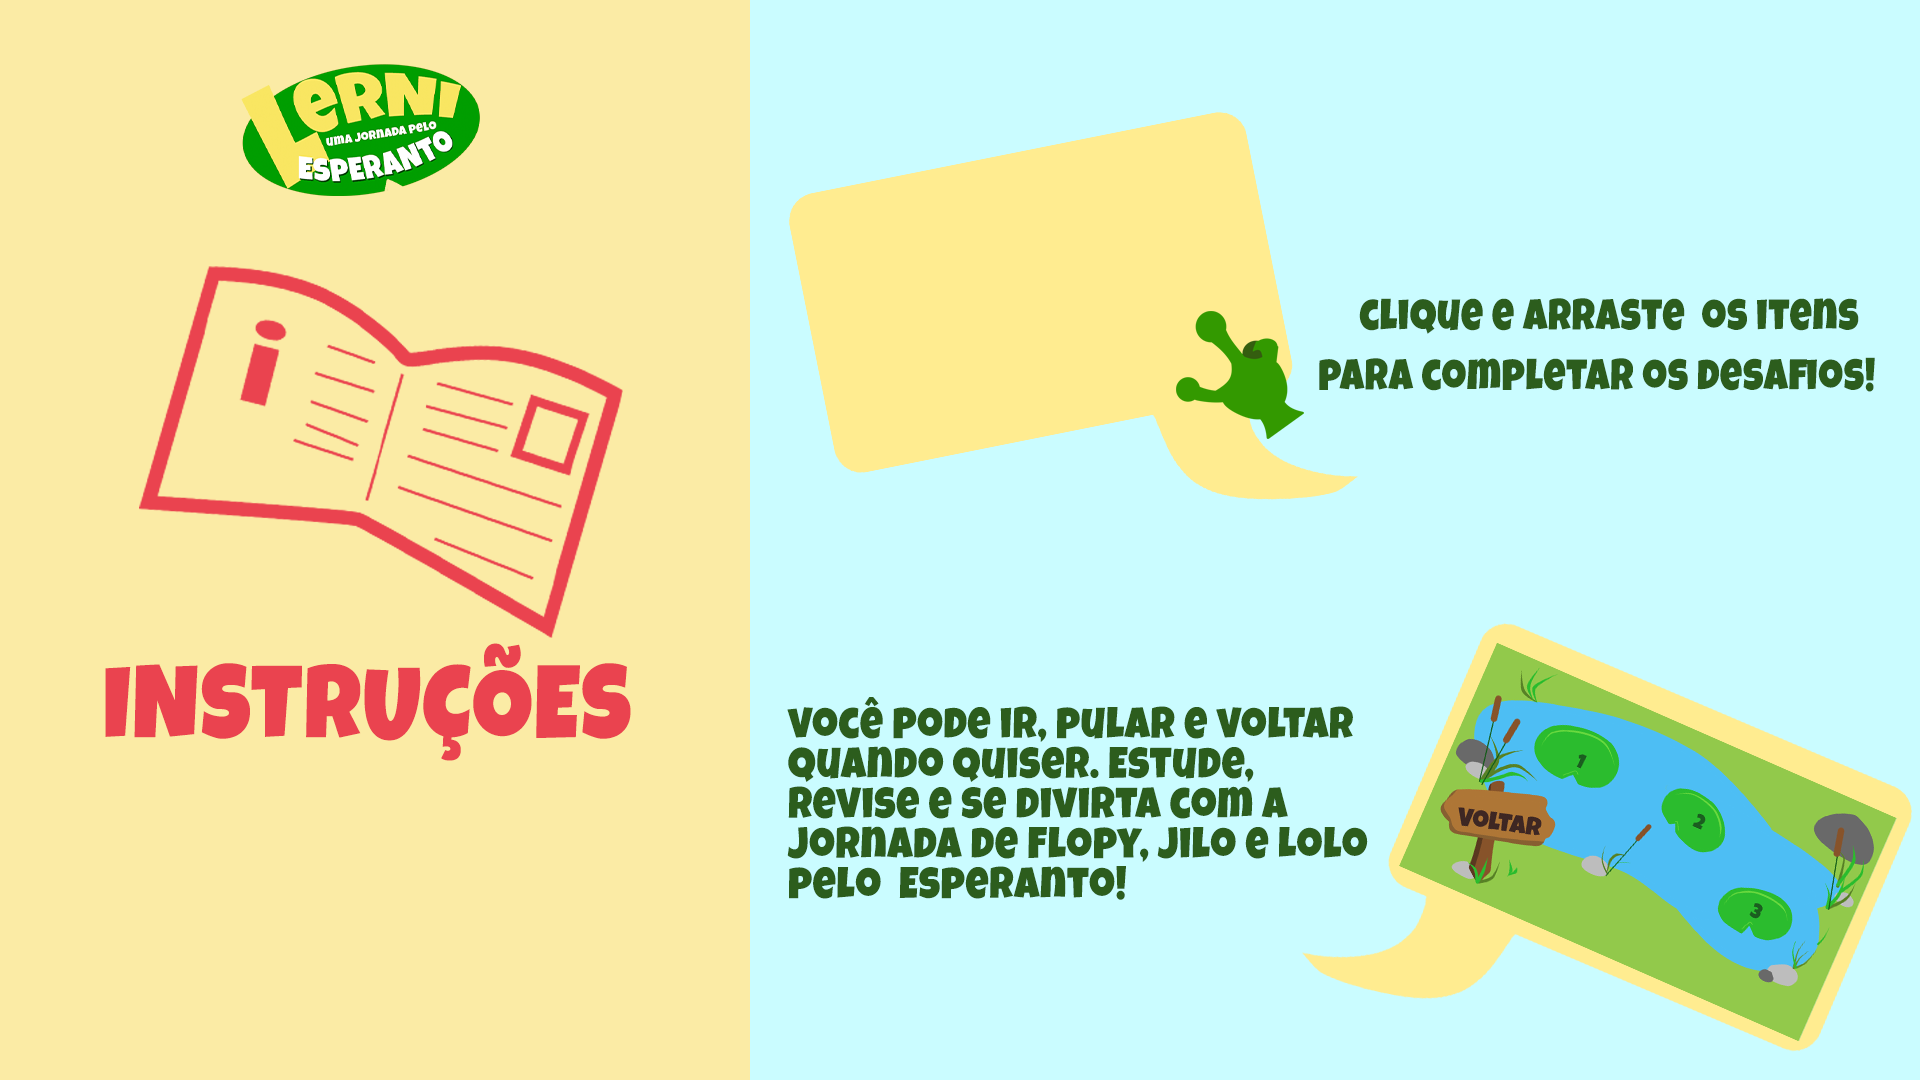 LERNI
UMA JORNADA PELO
ESPERANTO
INSTRUÇÕES
CLIQUE E ARRASTE OS ITENS
PARA COMPLETAR OS DESAFIOS!
VOCÊ PODE IR, PULAR E VOLTAR
QUANDO QUISER. ESTUDE,
REVISE E SE DIVIRTA COM A
JORNADA DE FLOPY, JILO E LOLO
PELO ESPERANTO!
1
2
VOLTAR
3